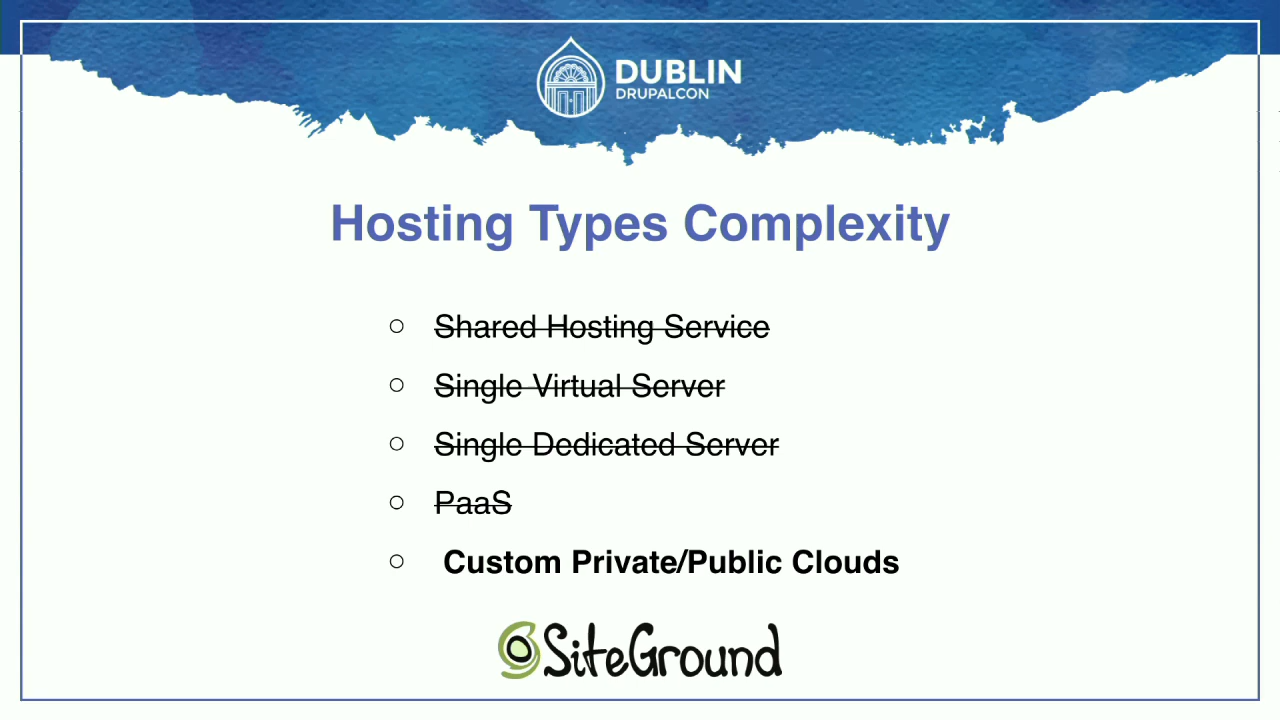 DUBLIN
DRUPALCON
Hosting Types Complexity
Shared Hosting Service
Single Virtual Server
Single Dedicated Server
PaaS
Custom Private/Public Clouds
SiteGround